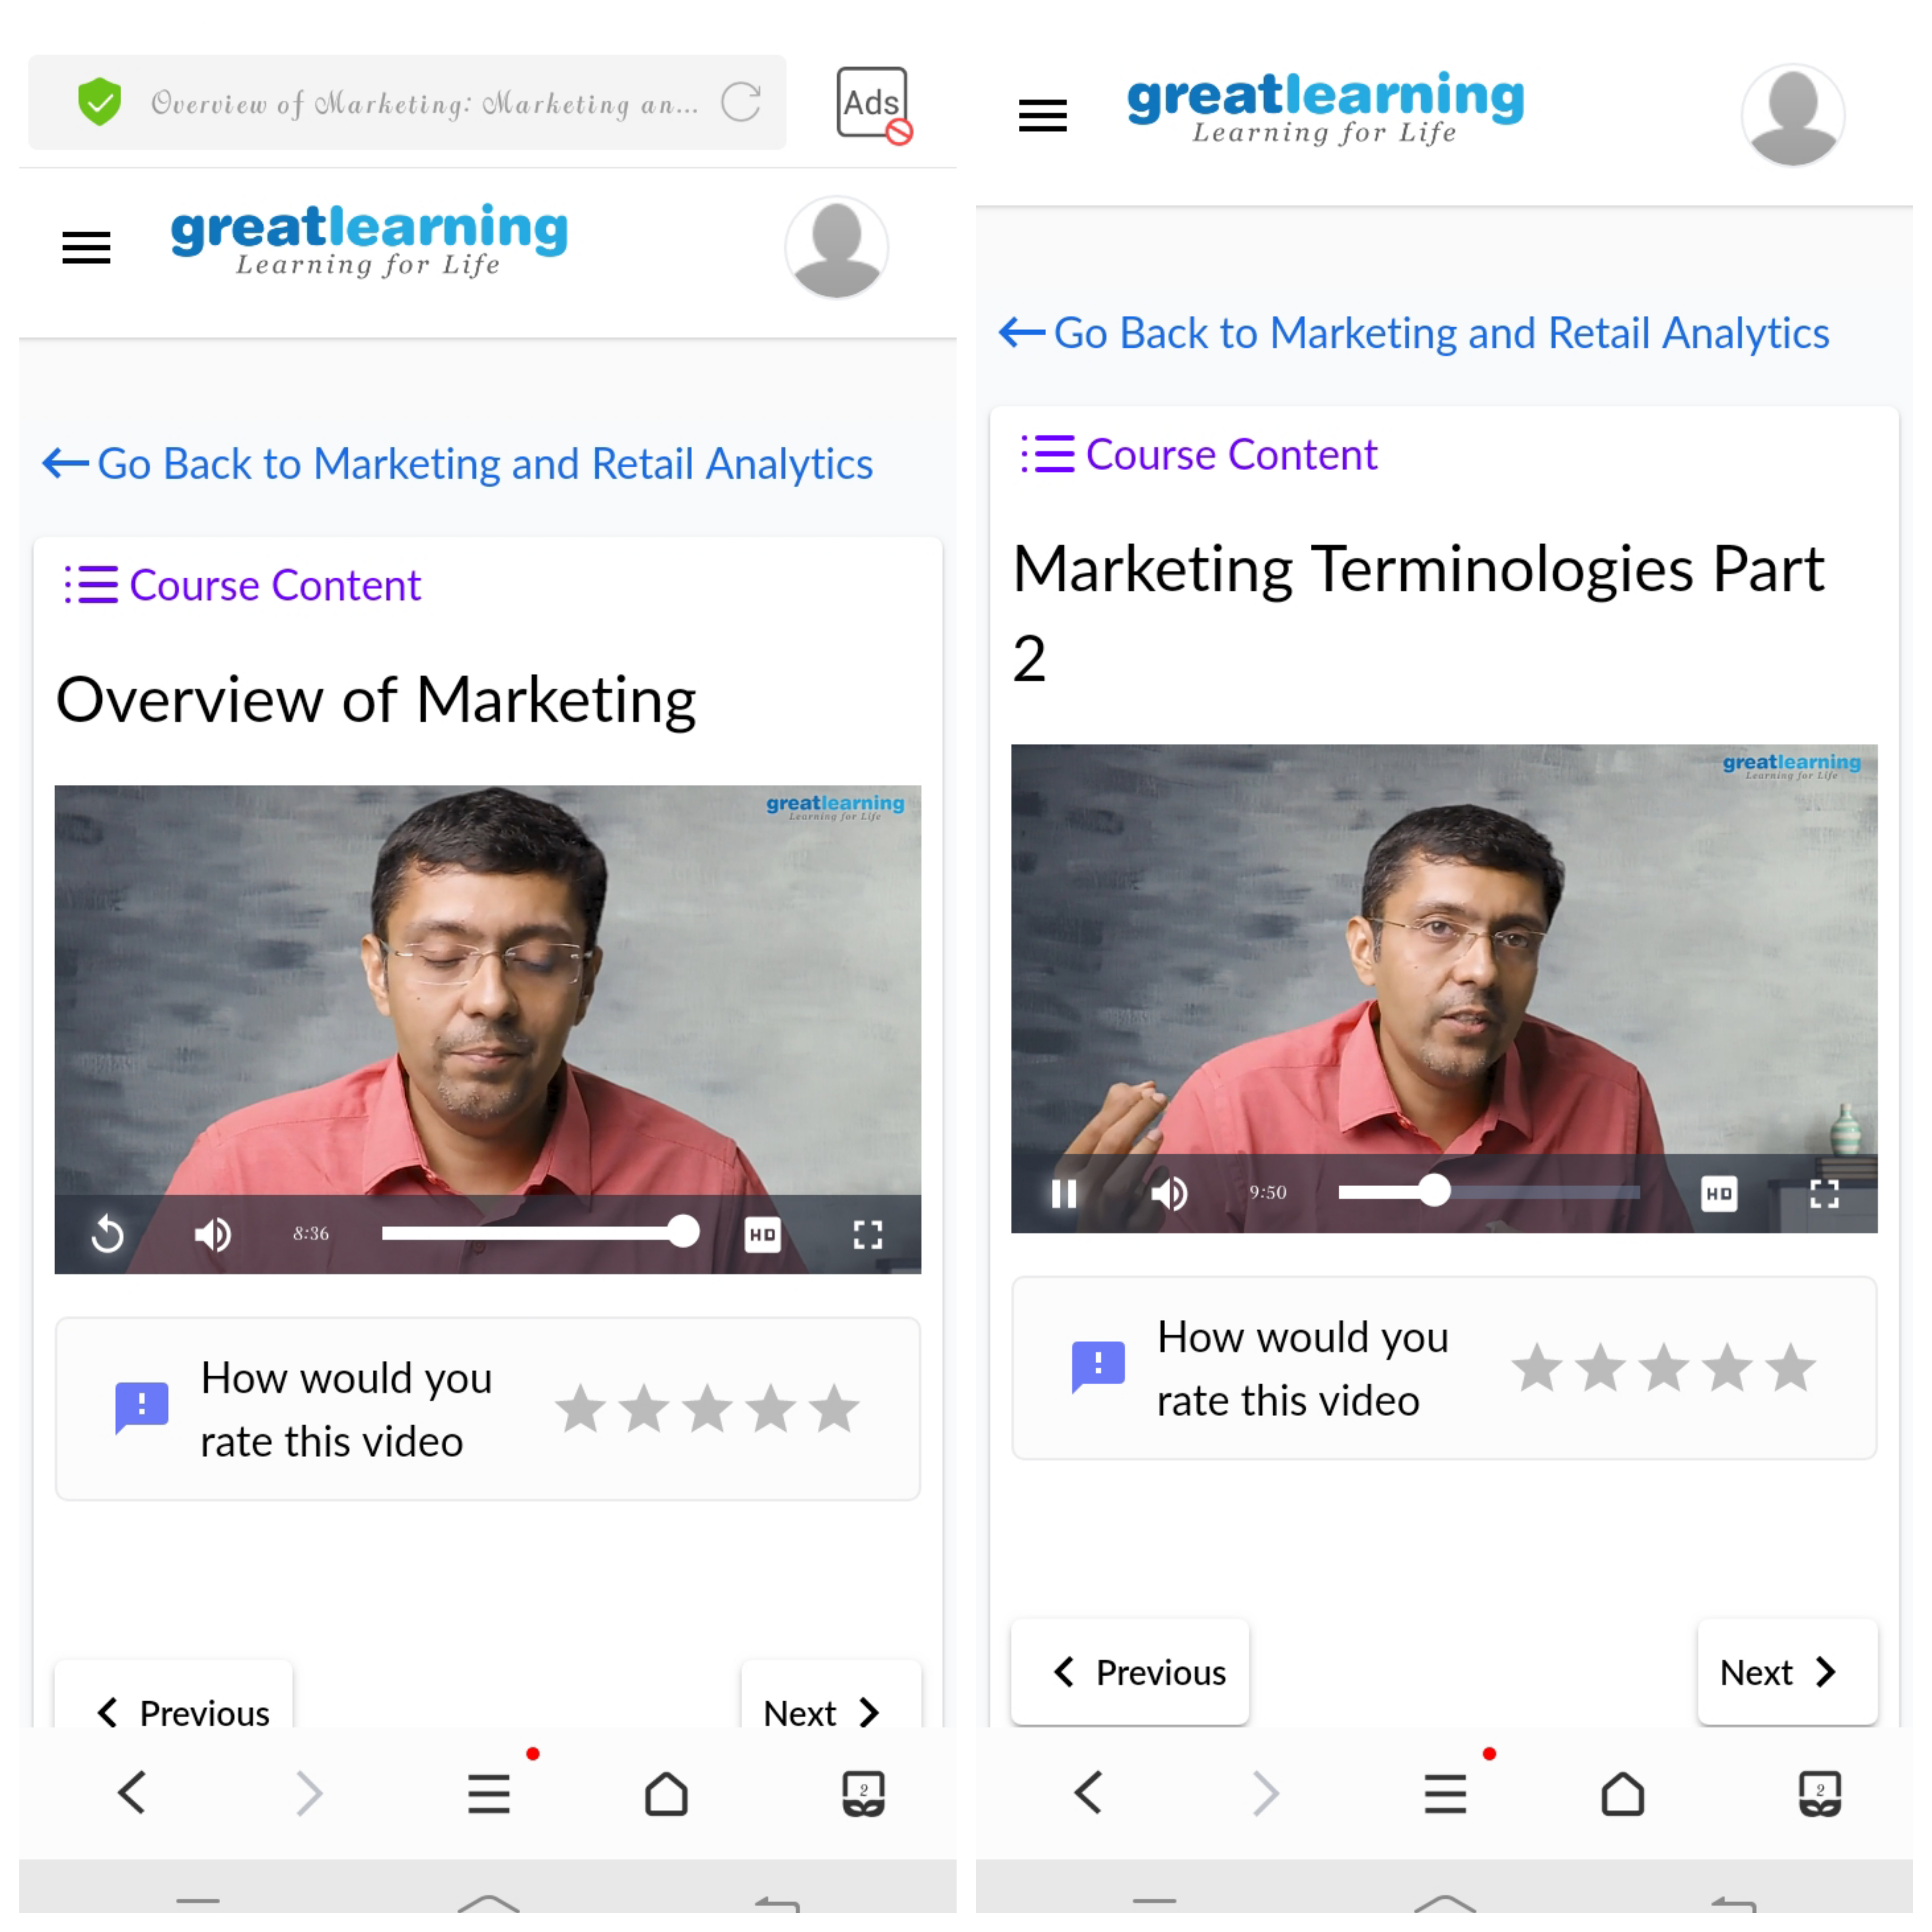 Overview of Marketing: Marketing an...
Ads
greatlearning
Learning for Life
Go Back to Marketing and Retail Analytics
Course Content
Overview of Marketing
greatlearning
Learning for Life
8:36
HD
How would you
rate this video
Previous
Next
2
greatlearning
Learning for Life
Go Back to Marketing and Retail Analytics
Course Content
Marketing Terminologies Part
2
greatlearning
Learning for Life
9:50
HD
How would you
rate this video
Previous
Next
2